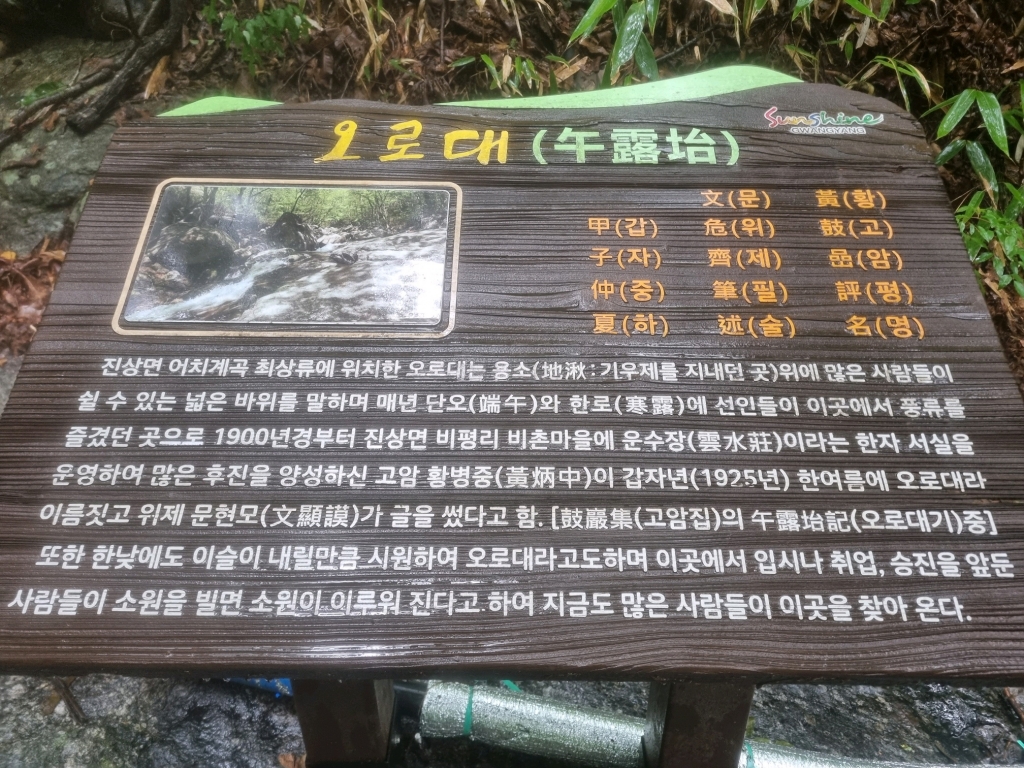 Sunshine
GWANGYANG
오로대 (午露坮)
文(문) 黃(황)
甲(갑) 危(위) 鼓(고)
子(자) 齊(제) 嵒(암)
仲(중) 筆(필) 評(평)
夏(하) 述(술) 名(명)
진상면 어치계곡 최상류에 위치한 오로대는 용소(地湫:기우제를 지내던 곳)위에 많은 사람들이
쉴 수 있는 넓은 바위를 말하며 매년 단오(端午)와 한로(寒露)에 선인들이 이곳에서 풍류를
즐겼던 곳으로 1900년경부터 진상면 비평리 비촌마을에 운수장(雲水莊)이라는 한자 서실을
운영하여 많은 후진을 양성하신 고암 황병중(黃炳中)이 갑자년(1925년) 한여름에 오로대라
이름짓고 위제 문현모(文顯謨)가 글을 썼다고 함. [鼓巖集(고암집)의 午露坮記(오로대기)중]
또한 한낮에도 이슬이 내릴만큼 시원하여 오로대라고도하며 이곳에서 입시나 취업, 승진을 앞둔
사람들이 소원을 빌면 소원이 이루워 진다고 하여 지금도 많은 사람들이 이곳을 찾아 온다.